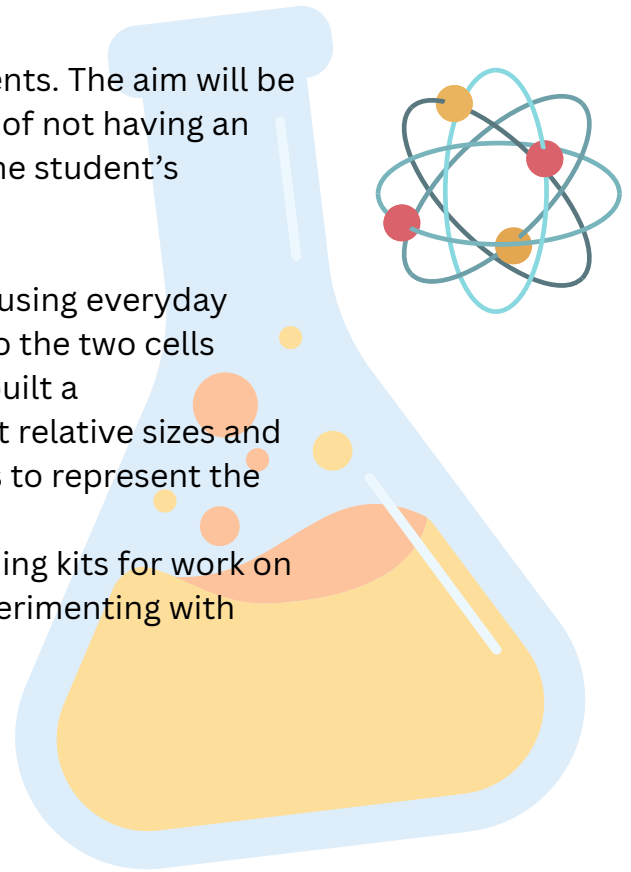 ents. The aim will be
of not having an
he student’s
using everyday
o the two cells
built a
t relative sizes and
s to represent the
ing kits for work on
erimenting with